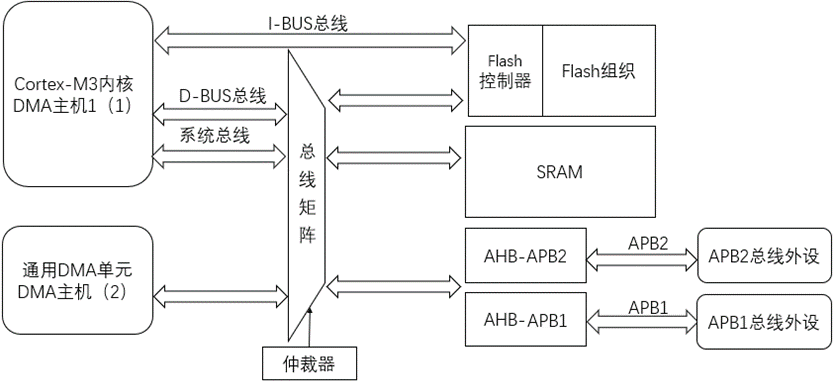 I-BUS总线
Cortex-M3内核
DMA主机1（1）
D-BUS总线
系统总线
Flash
控制器
Flash组织
总线矩阵
SRAM
通用DMA单元
DMA主机（2）
AHB-APB2
APB2
APB2总线外设
AHB-APB1
APB1
APB1总线外设
仲裁器